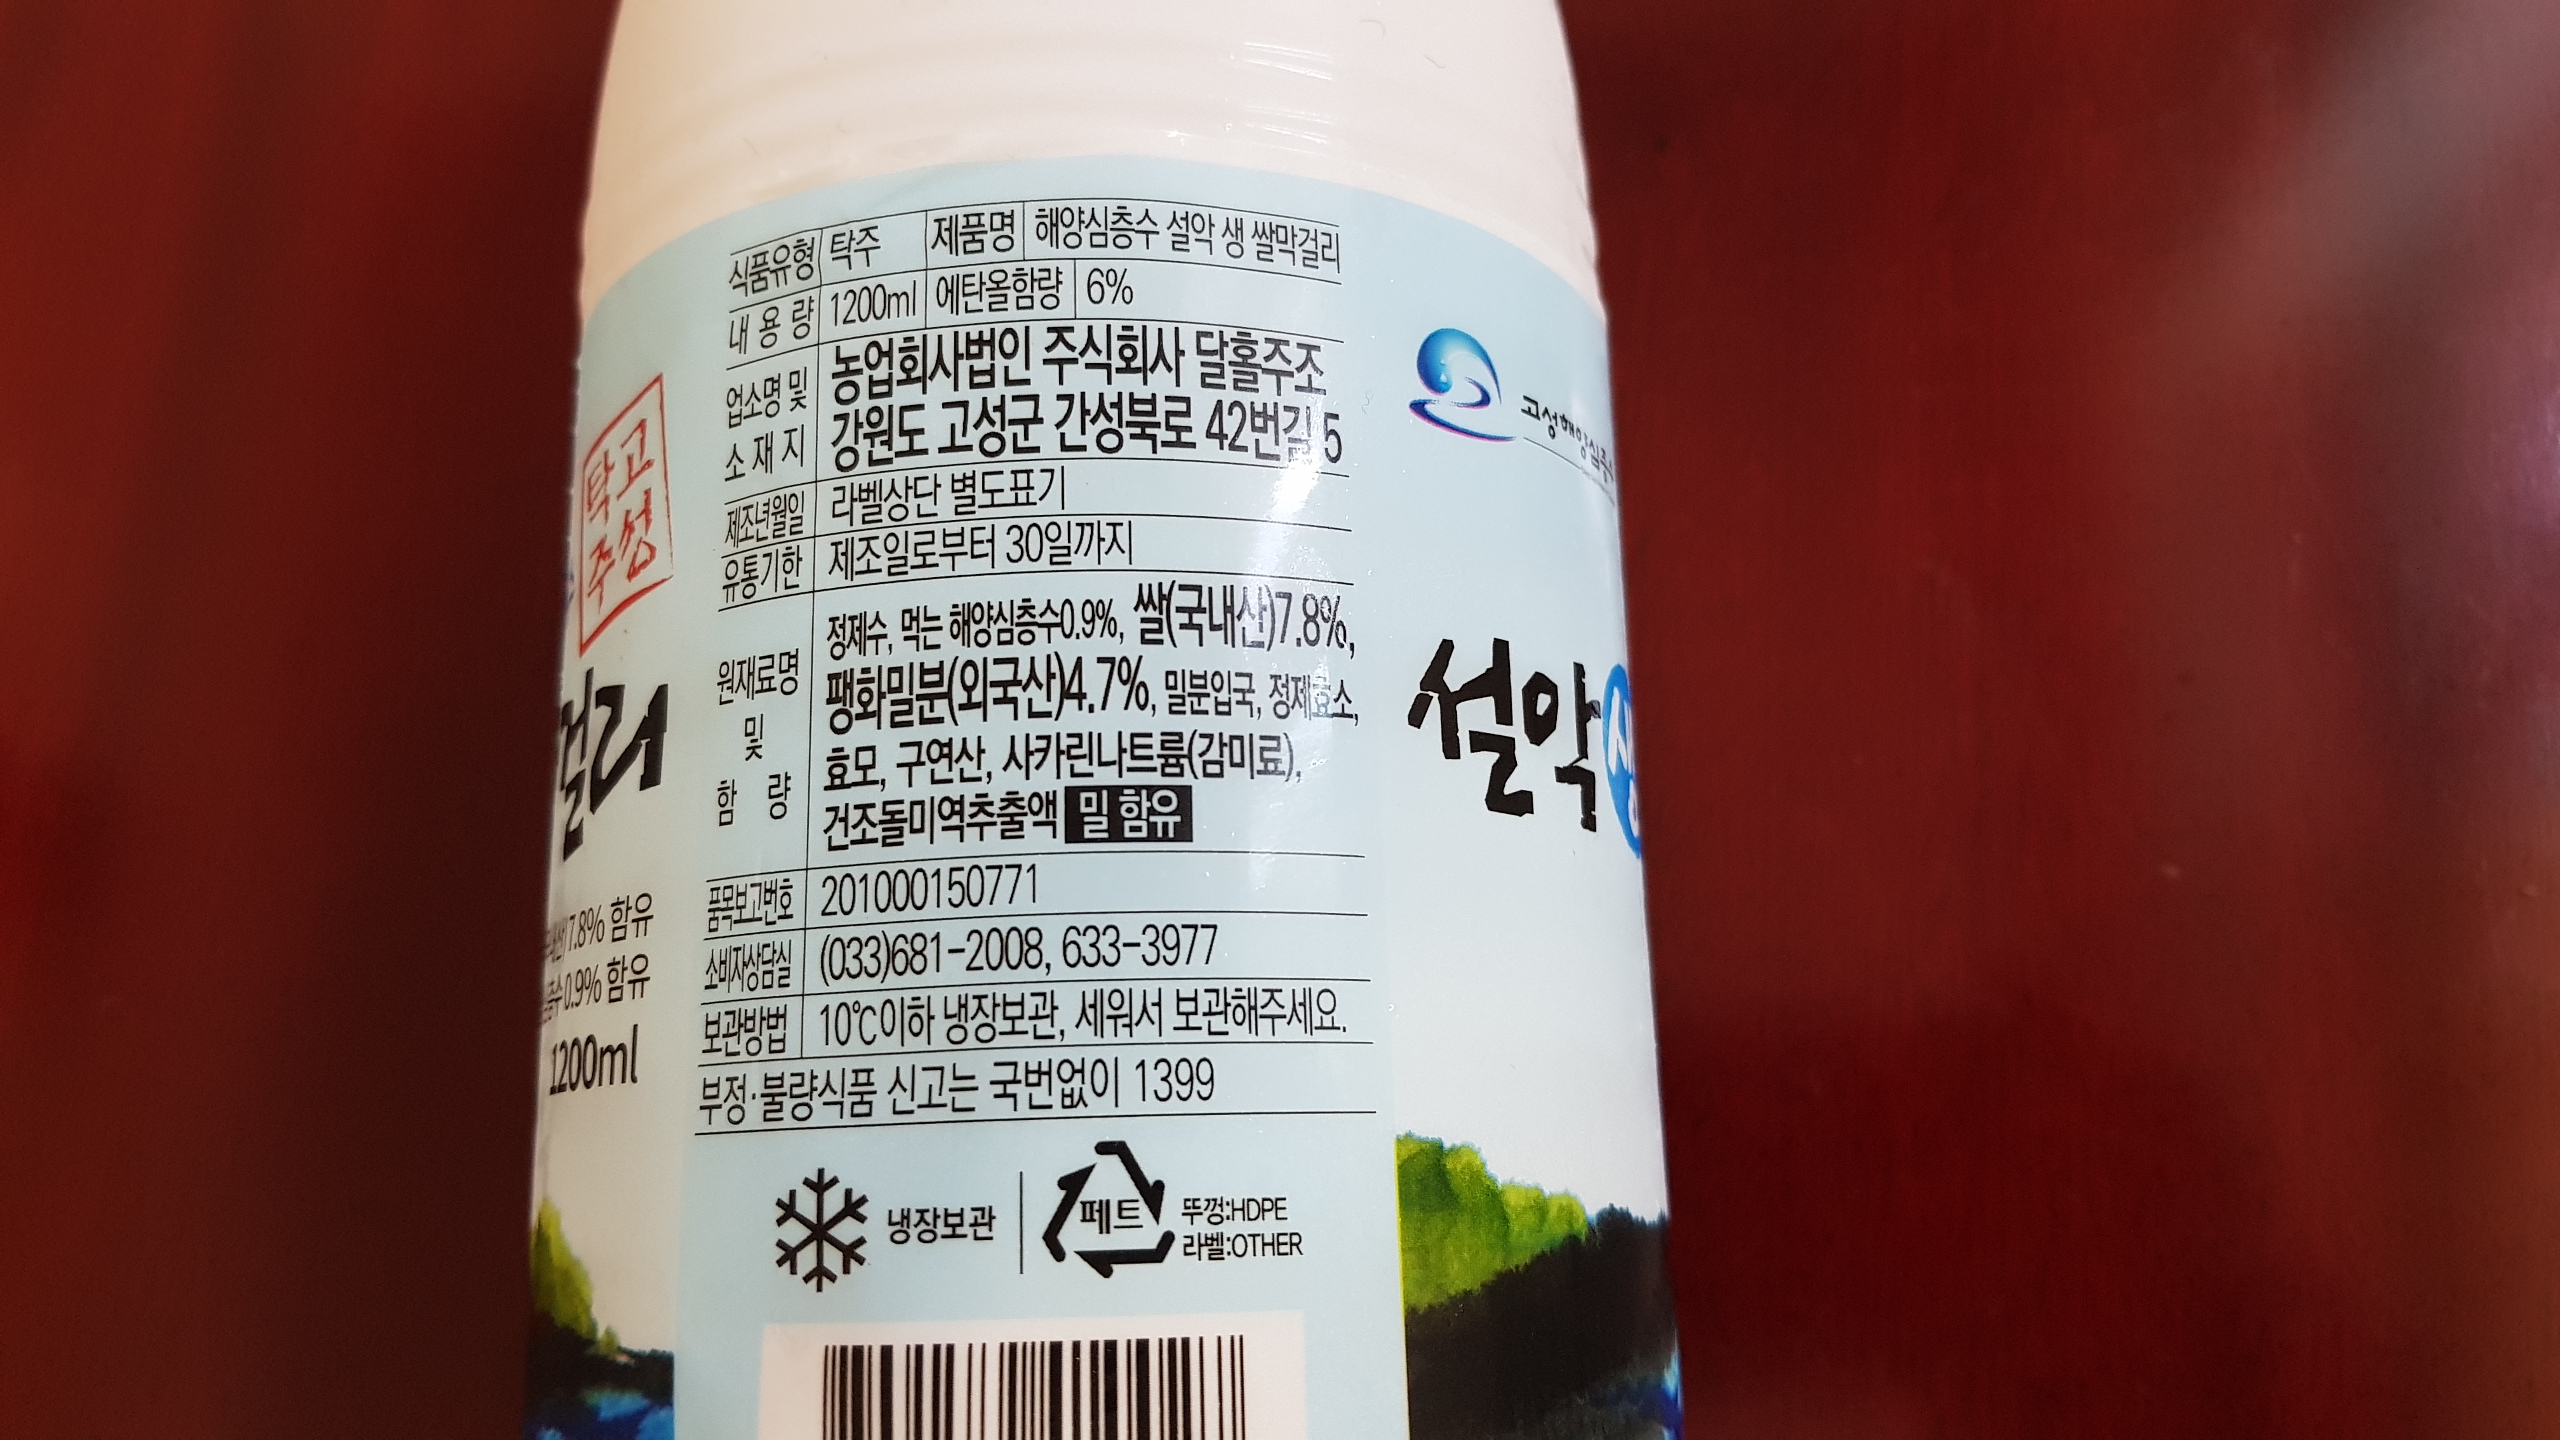 식품유형 탁주 제품명 해양심층수 설악 생 쌀막걸리
내용량 1200ml 에탄올함량 6%
업소명 및 소재지 농업회사법인 주식회사 달홀주조
강원도 고성군 간성북로 42번길 5
제조년월일 라벨상단 별도표기
유통기한 제조일로부터 30일까지
원재료명 및 함량 정제수, 먹는 해양심층수0.9%, 쌀(국내산)7.8%,
팽화밀분(외국산)4.7%, 밀분입국, 정제효소,
효모, 구연산, 사카린나트륨(감미료),
건조돌미역추출액 밀 함유
품목보고번호 201000150771
소비자상담실 (033)681-2008, 633-3977
보관방법 10℃이하 냉장보관, 세워서 보관해주세요.
부정·불량식품 신고는 국번없이 1399
냉장보관
페트
뚜껑:HDPE
라벨:OTHER
고성
탁주
걸리
7.8% 함유
0.9% 함유
1200ml
고성해양심층수
설악 생